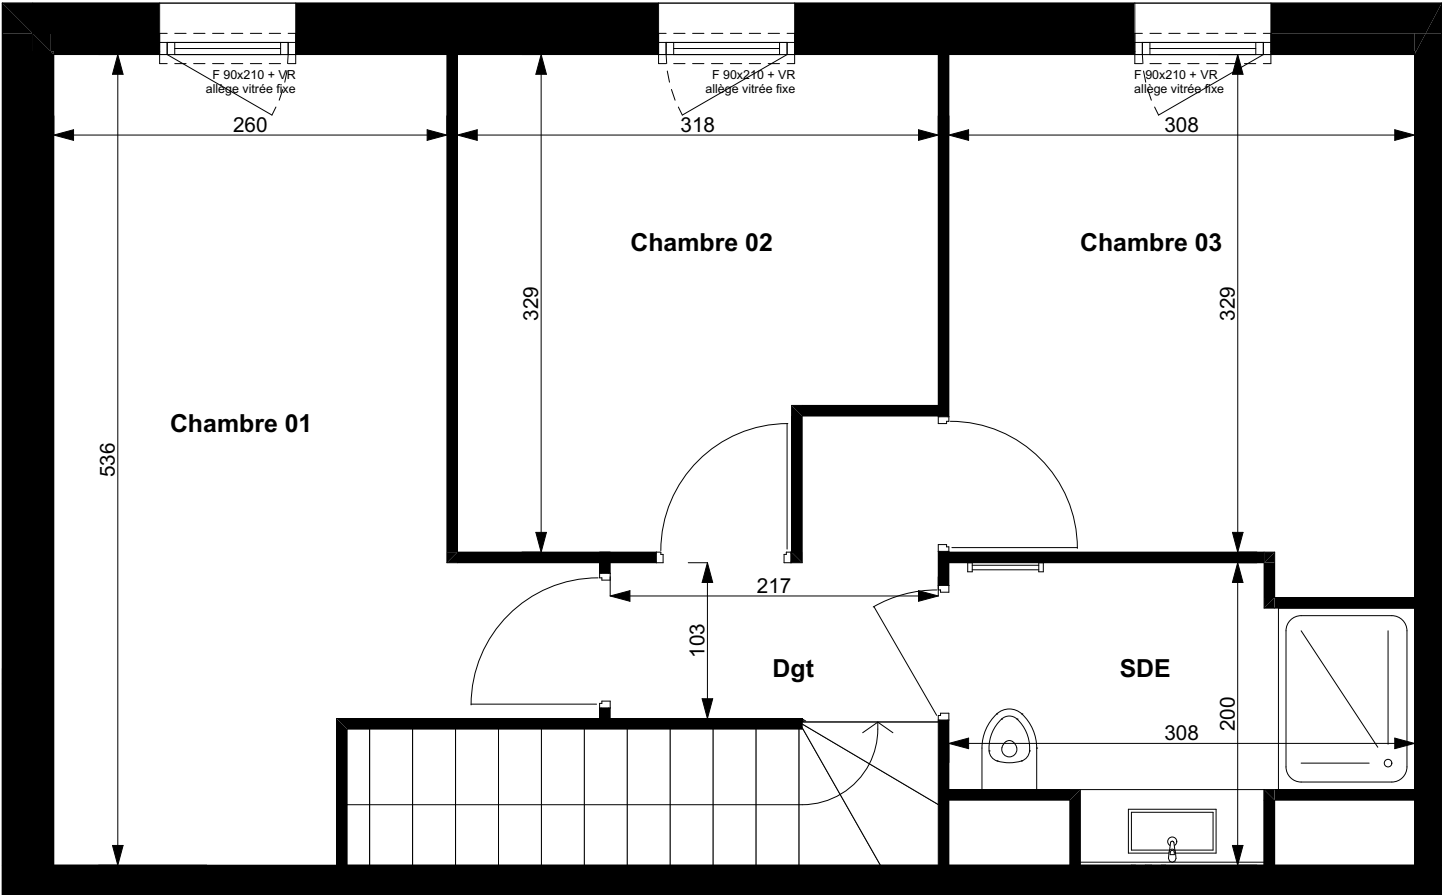 F 90x210 + VR
allège vitrée fixe
F 90x210 + VR
allège vitrée fixe
F 90x210 + VR
allège vitrée fixe
260
318
308
Chambre 02
Chambre 03
329
329
Chambre 01
536
217
103
Dgt
SDE
200
308